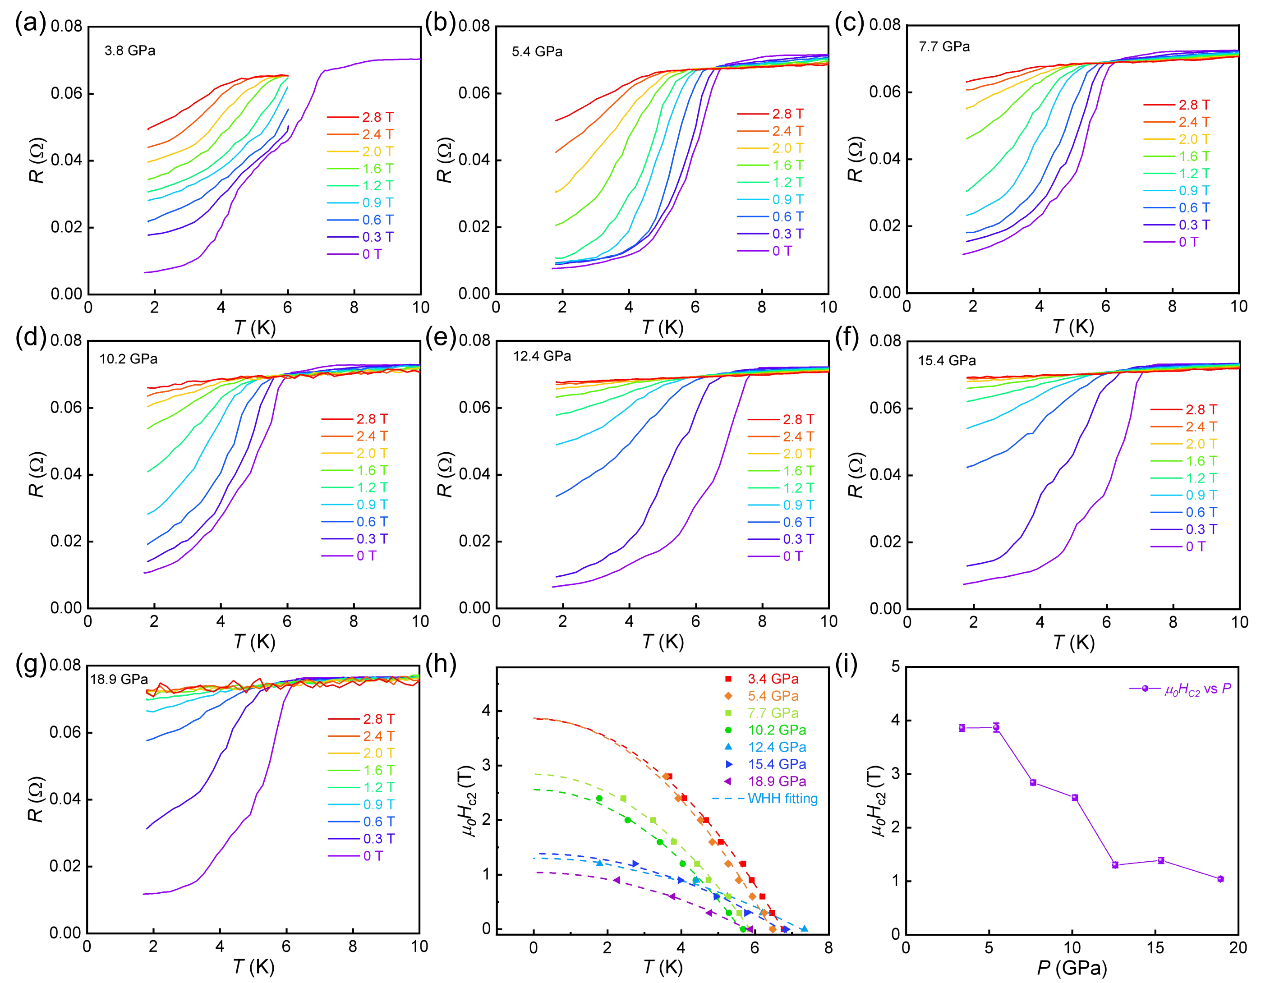 (a)
3.8 GPa
2.8 T
2.4 T
2.0 T
1.6 T
1.2 T
0.9 T
0.6 T
0.3 T
0 T
0.08
0.06
0.04
0.02
0.00
R (Ω)
0 2 4 6 8 10
T (K)
(b)
5.4 GPa
2.8 T
2.4 T
2.0 T
1.6 T
1.2 T
0.9 T
0.6 T
0.3 T
0 T
0.08
0.06
0.04
0.02
0.00
R (Ω)
0 2 4 6 8 10
T (K)
(c)
7.7 GPa
2.8 T
2.4 T
2.0 T
1.6 T
1.2 T
0.9 T
0.6 T
0.3 T
0 T
0.08
0.06
0.04
0.02
0.00
R (Ω)
0 2 4 6 8 10
T (K)
(d)
10.2 GPa
2.8 T
2.4 T
2.0 T
1.6 T
1.2 T
0.9 T
0.6 T
0.3 T
0 T
0.08
0.06
0.04
0.02
0.00
R (Ω)
0 2 4 6 8 10
T (K)
(e)
12.4 GPa
2.8 T
2.4 T
2.0 T
1.6 T
1.2 T
0.9 T
0.6 T
0.3 T
0 T
0.08
0.06
0.04
0.02
0.00
R (Ω)
0 2 4 6 8 10
T (K)
(f)
15.4 GPa
2.8 T
2.4 T
2.0 T
1.6 T
1.2 T
0.9 T
0.6 T
0.3 T
0 T
0.08
0.06
0.04
0.02
0.00
R (Ω)
0 2 4 6 8 10
T (K)
(g)
18.9 GPa
2.8 T
2.4 T
2.0 T
1.6 T
1.2 T
0.9 T
0.6 T
0.3 T
0 T
0.08
0.06
0.04
0.02
0.00
R (Ω)
0 2 4 6 8 10
T (K)
(h)
3.4 GPa
5.4 GPa
7.7 GPa
10.2 GPa
12.4 GPa
15.4 GPa
18.9 GPa
WHH fitting
4
3
2
1
0
μ0Hc2 (T)
0 2 4 6 8
T (K)
(i)
μ0HC2 vs P
5
4
3
2
1
0
μ0Hc2 (T)
0 5 10 15 20
P (GPa)